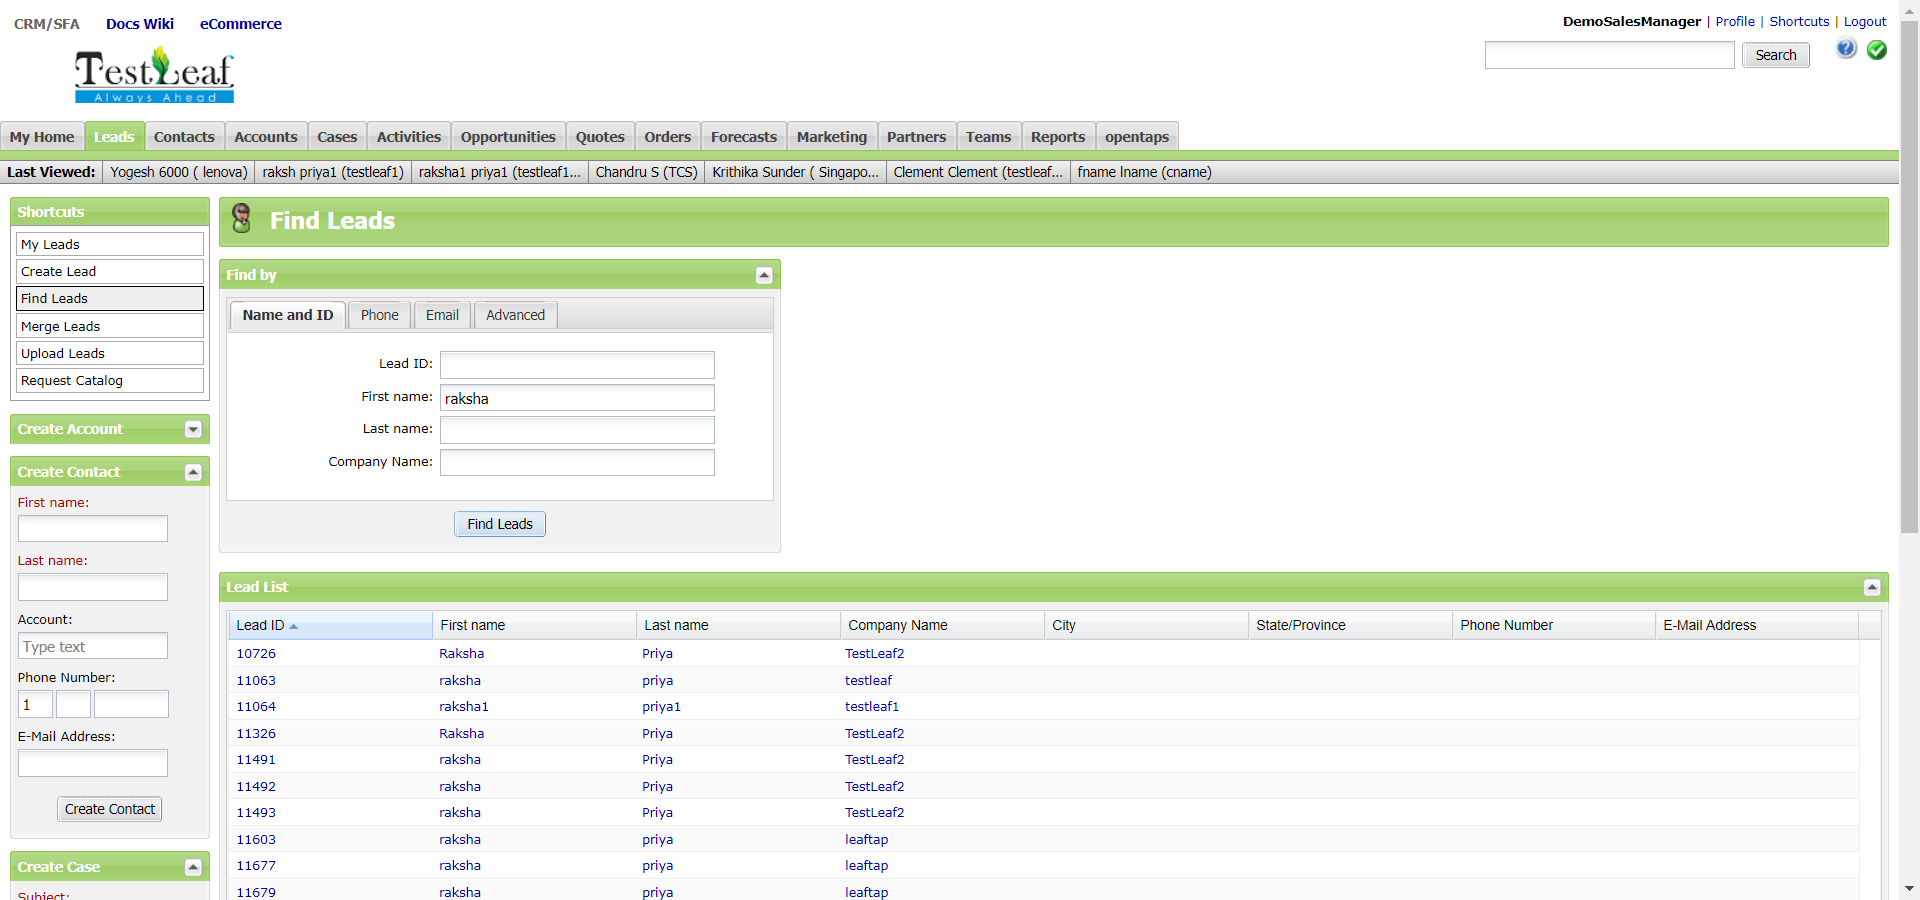 CRM/SFA Docs Wiki eCommerce
DemoSalesManager | Profile | Shortcuts | Logout
Search
TestLeaf
Always Ahead
My Home Leads Contacts Accounts Cases Activities Opportunities Quotes Orders Forecasts Marketing Partners Teams Reports opentaps
Last Viewed: Yogesh 6000 ( lenova) raksh priya1 (testleaf1) raksha1 priya1 (testleaf1... Chandru S (TCS) Krithika Sunder ( Singapo... Clement Clement (testleaf... fname lname (cname)
Shortcuts
My Leads
Create Lead
Find Leads
Merge Leads
Upload Leads
Request Catalog
Create Account
Create Contact
First name:
Last name:
Account:
Type text
Phone Number:
1
E-Mail Address:
Create Contact
Create Case
Subject:
Find Leads
Find by
Name and ID Phone Email Advanced
Lead ID:
First name: raksha
Last name:
Company Name:
Find Leads
Lead List
Lead ID First name Last name Company Name City State/Province Phone Number E-Mail Address
10726 Raksha Priya TestLeaf2
11063 raksha priya testleaf
11064 raksha1 priya1 testleaf1
11326 Raksha Priya TestLeaf2
11491 raksha Priya TestLeaf2
11492 raksha Priya TestLeaf2
11493 raksha Priya TestLeaf2
11603 raksha priya leaftap
11677 raksha priya leaftap
11679 raksha priya leaftap